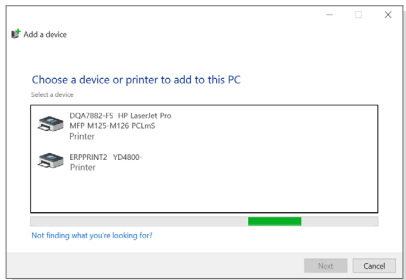 Add a device
Choose a device or printer to add to this PC
Select a device
DQA7882-F5 HP LaserJet Pro
MFP M125-M126 PCLmS
Printer
ERPPRINT2 YD4800-
Printer
Not finding what you're looking for?
Next
Cancel